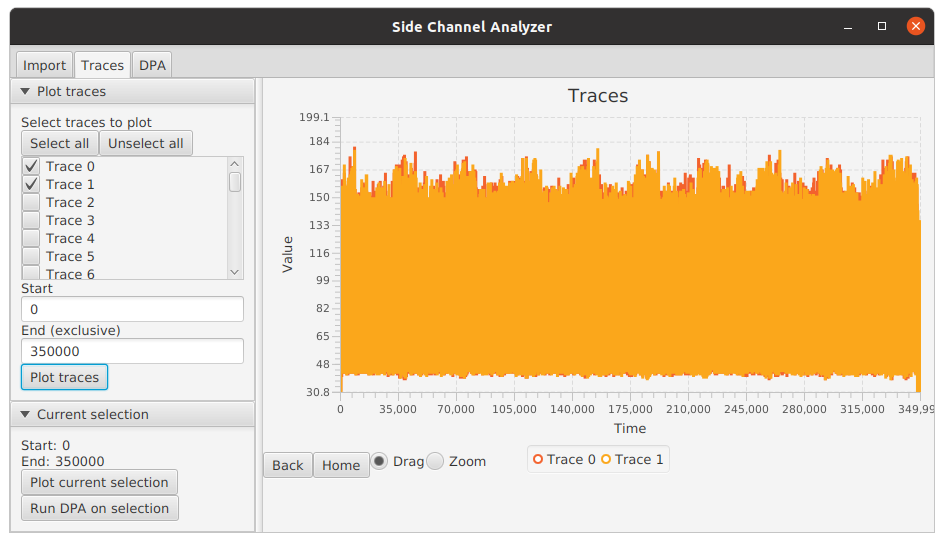 Side Channel Analyzer
Import Traces DPA
Plot traces
Select traces to plot
Select all Unselect all
Trace 0
Trace 1
Trace 2
Trace 3
Trace 4
Trace 5
Trace 6
Start
0
End (exclusive)
350000
Plot traces
Current selection
Start: 0
End: 350000
Plot current selection
Run DPA on selection
Traces
199.1
184
167
150
133
116
99
82
65
48
30.8
Value
0 35,000 70,000 105,000 140,000 175,000 210,000 245,000 280,000 315,000 349,99
Time
Back Home Drag Zoom
Trace 0 Trace 1